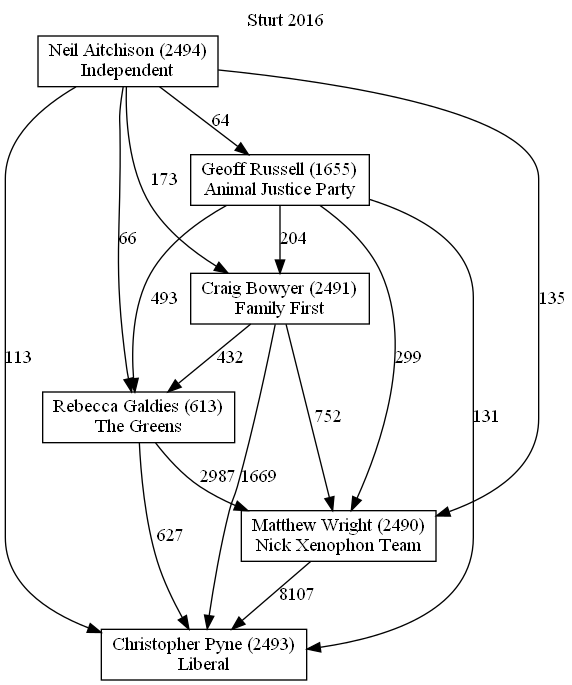 Sturt 2016
Neil Aitchison (2494)
Independent
64
Geoff Russell (1655)
Animal Justice Party
173
66
204
Craig Bowyer (2491)
Family First
493
135
113
432
299
Rebecca Galdies (613)
The Greens
752
131
2987
1669
Matthew Wright (2490)
Nick Xenophon Team
627
8107
Christopher Pyne (2493)
Liberal